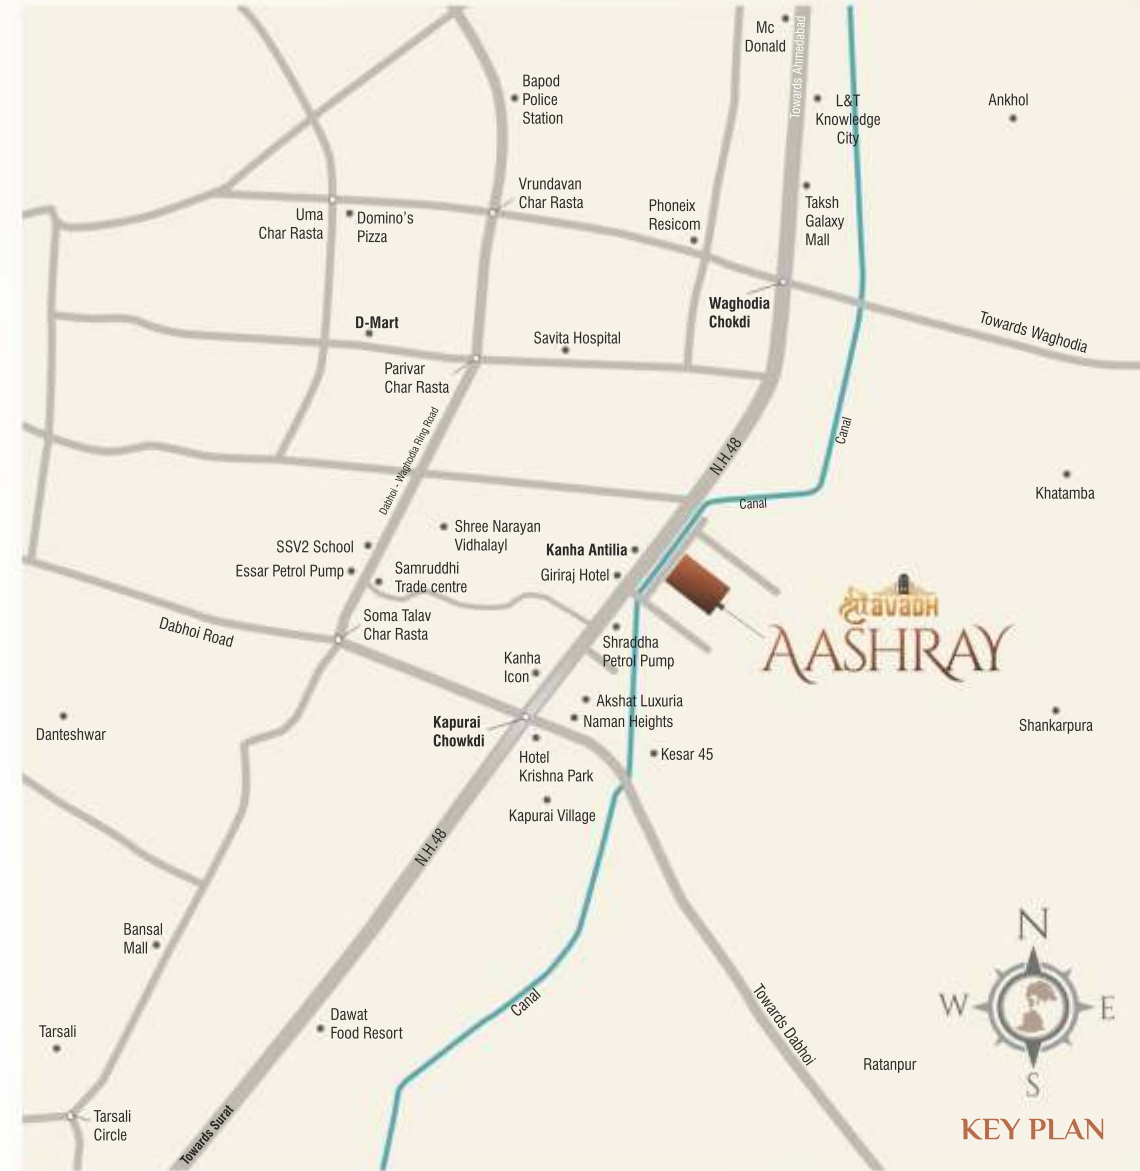 Mc
Donald
Towards Ahmedabad
Bapod
Police
Station
L&T
Knowledge
City
Ankhol
Vrundavan
Char Rasta
Uma
Char Rasta
Domino's
Pizza
Phoneix
Resicom
Taksh
Galaxy
Mall
Waghodia
Chokdi
Towards Waghodia
D-Mart
Savita Hospital
Parivar
Char Rasta
Dabhoi - Waghodia Ring Road
N.H.48
Canal
Canal
Khatamba
Shree Narayan
Vidhalayl
SSV2 School
Essar Petrol Pump
Samruddhi
Trade centre
Kanha Antilia
Giriraj Hotel
Soma Talav
Char Rasta
Dabhoi Road
Shraddha
Petrol Pump
श्रीTAVADH
AASHRAY
Kanha
Icon
Akshat Luxuria
Naman Heights
Kapurai
Chowkdi
Danteshwar
Shankarpura
Hotel
Krishna Park
Kesar 45
Kapurai Village
N.H.48
Bansal
Mall
Canal
Towards Dabhoi
Dawat
Food Resort
Tarsali
Ratanpur
Tarsali
Circle
Towards Surat
N
W
E
S
KEY PLAN